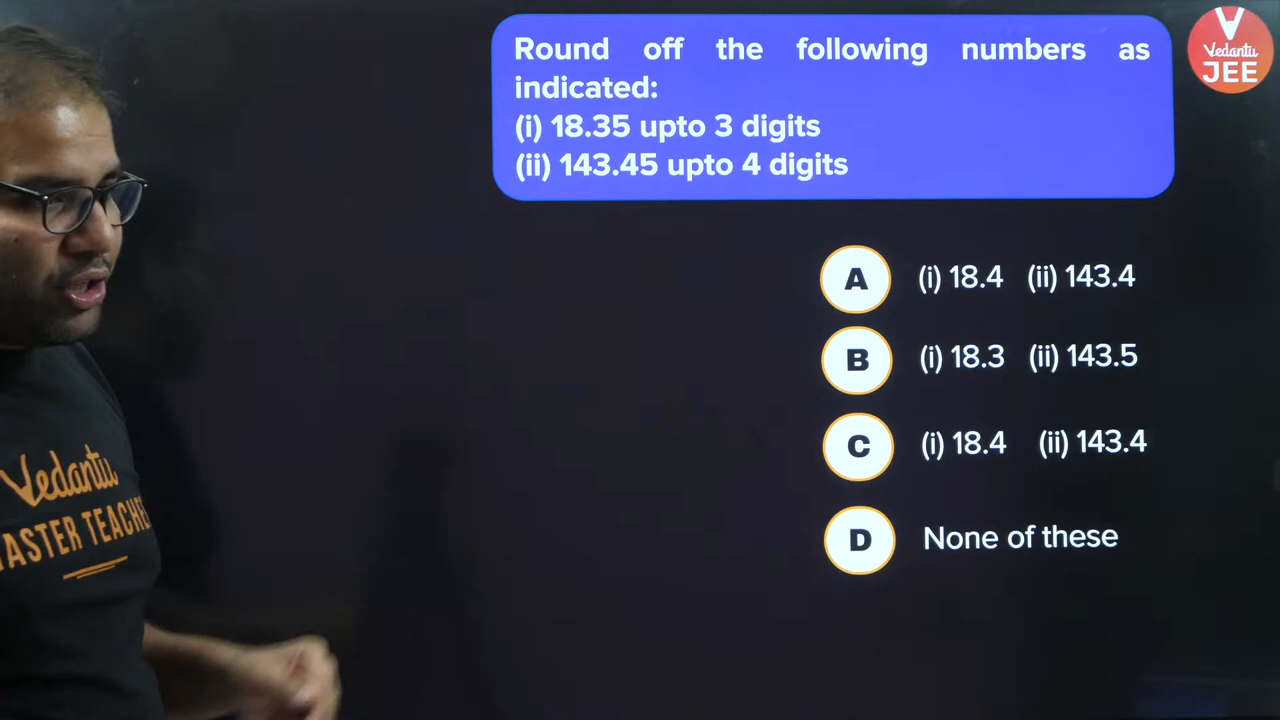 Round off the following numbers as
indicated:
(i) 18.35 upto 3 digits
(ii) 143.45 upto 4 digits
V
Vedantu
JEE
A (i) 18.4 (ii) 143.4
B (i) 18.3 (ii) 143.5
C (i) 18.4 (ii) 143.4
D None of these
Vedantu
MASTER TEACHE